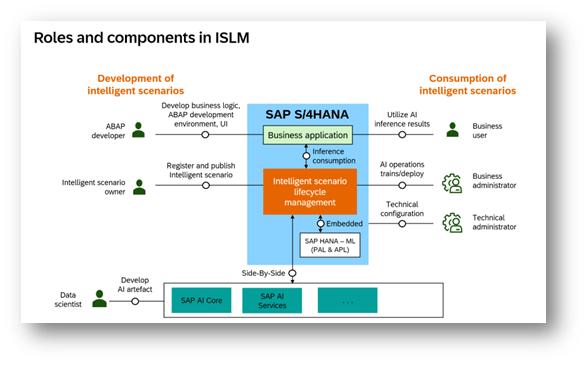 Roles and components in ISLM
Development of
intelligent scenarios
Consumption of
intelligent scenarios
Develop business logic,
ABAP development
environment, UI
SAP S/4HANA
Utilize AI
inference results
ABAP
developer
Business application
Business
user
Inference
consumption
Register and publish
Intelligent scenario
AI operations
trains/deploy
Intelligent scenario
owner
Intelligent scenario
lifecycle
management
Business
administrator
Technical
configuration
Embedded
Technical
administrator
SAP HANA – ML
(PAL & APL)
Side-By-Side
Develop
AI artefact
Data
scientist
SAP AI Core
SAP AI
Services
. . .